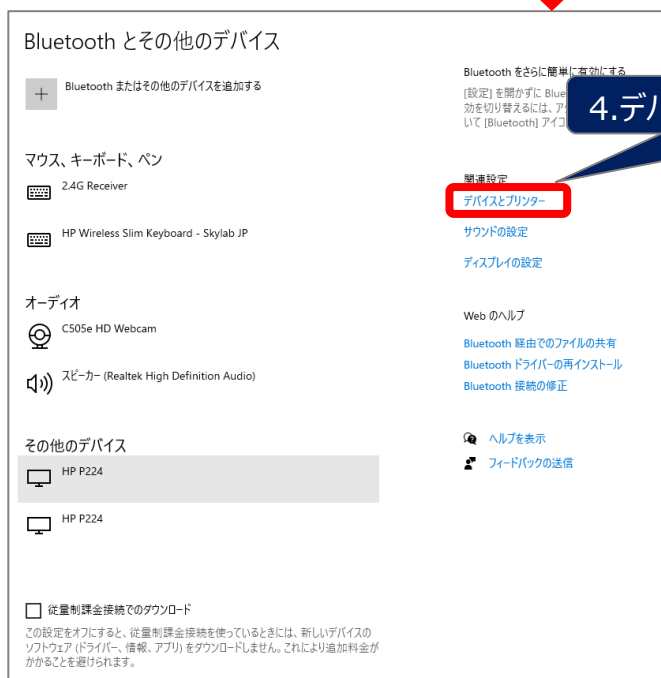 Bluetooth とその他のデバイス
Bluetooth またはその他のデバイスを追加する
マウス、キーボード、ペン
2.4G Receiver
HP Wireless Slim Keyboard - Skylab JP
オーディオ
C505e HD Webcam
スピーカー (Realtek High Definition Audio)
その他のデバイス
HP P224
HP P224
従量制課金接続でのダウンロード
この設定をオフにすると、従量制課金接続を使っているときには、新しいデバイスの
ソフトウェア (ドライバー、情報、アプリ) をダウンロードしません。これにより追加料金が
かかることを避けられます。
Bluetooth をさらに簡単に有効にする
[設定] を開かずに Blue
効を切り替えるには、ア
いて [Bluetooth] アイコ
4.デバ
関連設定
デバイスとプリンター
サウンドの設定
ディスプレイの設定
Web のヘルプ
Bluetooth 経由でのファイルの共有
Bluetooth ドライバーの再インストール
Bluetooth 接続の修正
ヘルプを表示
フィードバックの送信